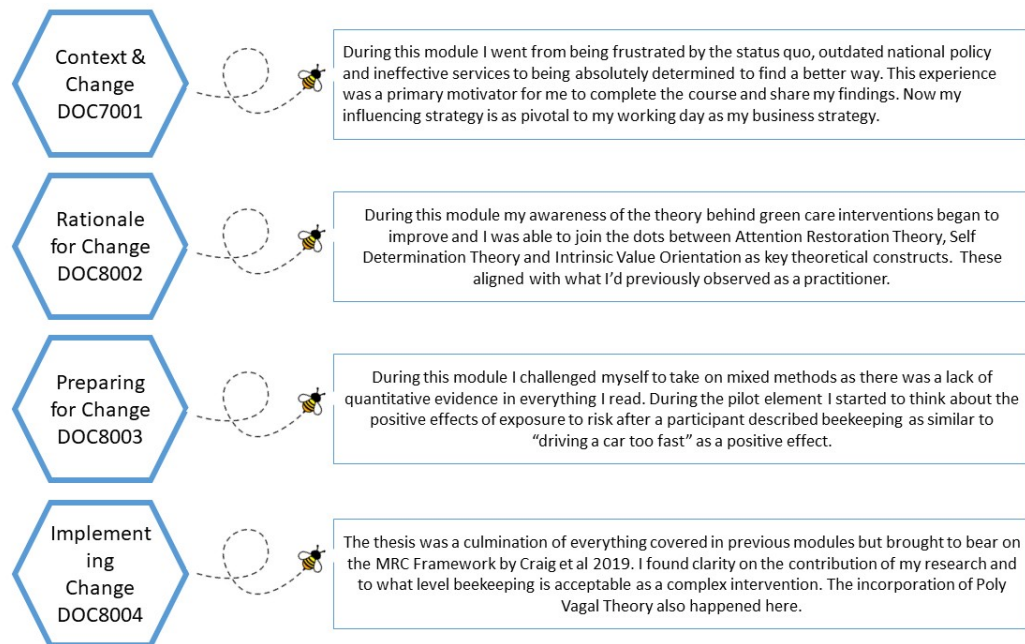 Context &
Change
DOC7001
During this module I went from being frustrated by the status quo, outdated national policy
and ineffective services to being absolutely determined to find a better way. This experience
was a primary motivator for me to complete the course and share my findings. Now my
influencing strategy is as pivotal to my working day as my business strategy.
Rationale
for Change
DOC8002
During this module my awareness of the theory behind green care interventions began to
improve and I was able to join the dots between Attention Restoration Theory, Self
Determination Theory and Intrinsic Value Orientation as key theoretical constructs. These
aligned with what I'd previously observed as a practitioner.
Preparing
for Change
DOC8003
During this module I challenged myself to take on mixed methods as there was a lack of
quantitative evidence in everything I read. During the pilot element I started to think about the
positive effects of exposure to risk after a participant described beekeeping as similar to
“driving a car too fast” as a positive effect.
Implement
ing
Change
DOC8004
The thesis was a culmination of everything covered in previous modules but brought to bear on
the MRC Framework by Craig et al 2019. I found clarity on the contribution of my research and
to what level beekeeping is acceptable as a complex intervention. The incorporation of Poly
Vagal Theory also happened here.